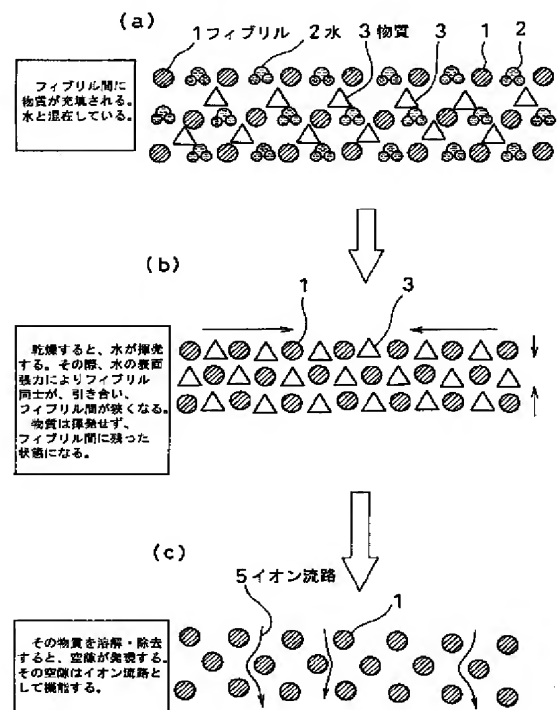 (a)
1フィブリル
2水
3物質
3
1
2
フィブリル間に
物質が充填される。
水と混在している。
(b)
1
3
乾燥すると、水が揮発
する。その際、水の表面
張力によりフィブリル
同士が、引き合い、
フィブリル間が狭くなる。
物質は揮発せず、
フィブリル間に残った
状態になる。
(c)
5イオン流路
1
その物質を溶解・除去
すると、空隙が発現する。
その空隙はイオン流路と
して機能する。